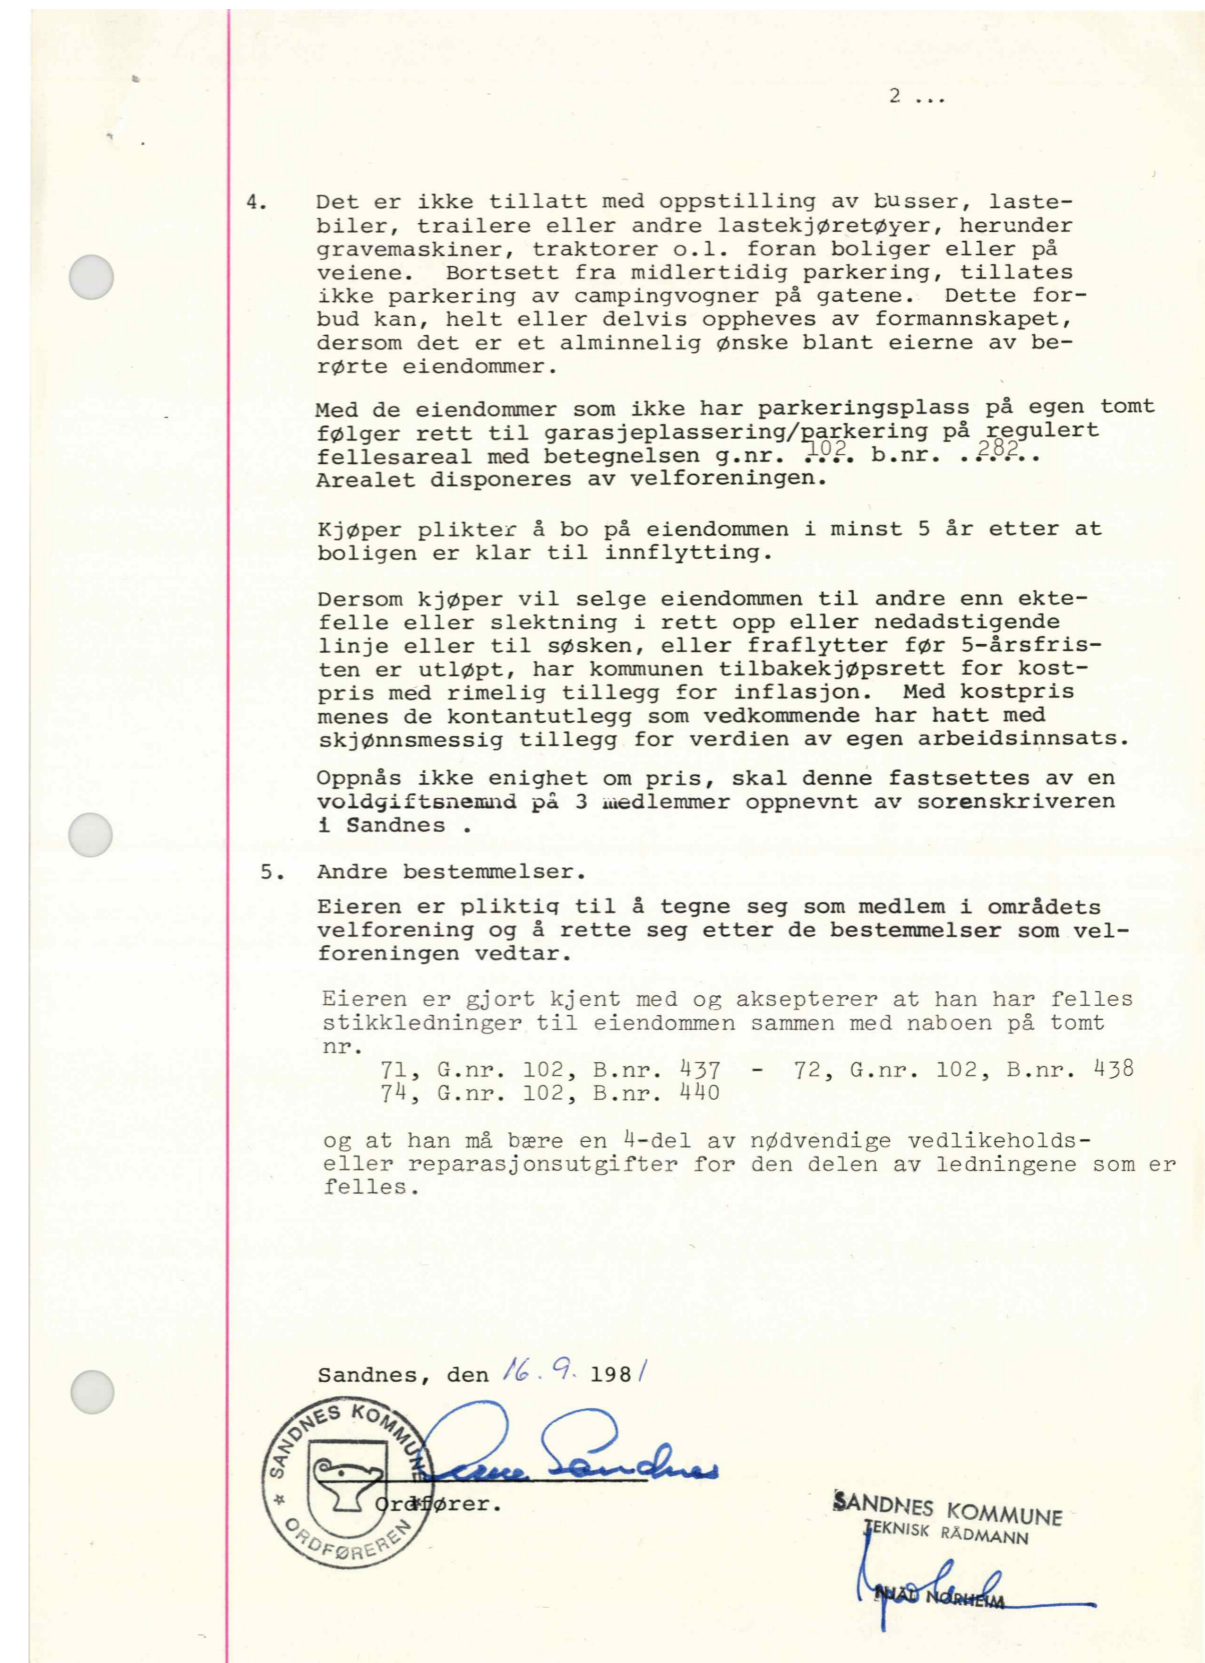 2 ...
4. Det er ikke tillatt med oppstilling av busser, laste-
biler, trailere eller andre lastekjøretøyer, herunder
gravemaskiner, traktorer o.l. foran boliger eller på
veiene. Bortsett fra midlertidig parkering, tillates
ikke parkering av campingvogner på gatene. Dette for-
bud kan, helt eller delvis oppheves av formannskapet,
dersom det er et alminnelig ønske blant eierne av be-
rørte eiendommer.
Med de eiendommer som ikke har parkeringsplass på egen tomt
følger rett til garasjeplassering/parkering på regulert
fellesareal med betegnelsen g.nr. 102 b.nr. 282
Arealet disponeres av velforeningen.
Kjøper plikter å bo på eiendommen i minst 5 år etter at
boligen er klar til innflytting.
Dersom kjøper vil selge eiendommen til andre enn ekte-
felle eller slektning i rett opp eller nedadstigende
linje eller til søsken, eller fraflytter før 5-årsfris-
ten er utløpt, har kommunen tilbakekjøpsrett for kost-
pris med rimelig tillegg for inflasjon. Med kostpris
menes de kontantutlegg som vedkommende har hatt med
skjønnsmessig tillegg for verdien av egen arbeidsinnsats.
Oppnås ikke enighet om pris, skal denne fastsettes av en
voldgiftsnemnd på 3 medlemmer oppnevnt av sorenskriveren
i Sandnes .
5. Andre bestemmelser.
Eieren er pliktig til å tegne seg som medlem i områdets
velforening og å rette seg etter de bestemmelser som vel-
foreningen vedtar.
Eieren er gjort kjent med og aksepterer at han har felles
stikkledninger til eiendommen sammen med naboen på tomt
nr.
71, G.nr. 102, B.nr. 437 - 72, G.nr. 102, B.nr. 438
74, G.nr. 102, B.nr. 440
og at han må bære en 4-del av nødvendige vedlikeholds-
eller reparasjonsutgifter for den delen av ledningene som er
felles.
Sandnes, den 16.9. 1981
SANDNES KOMMUNE
ORDFØREREN
Sandnes
Ordfører.
SANDNES KOMMUNE
TEKNISK RÅDMANN
NJÅL NORHEIM